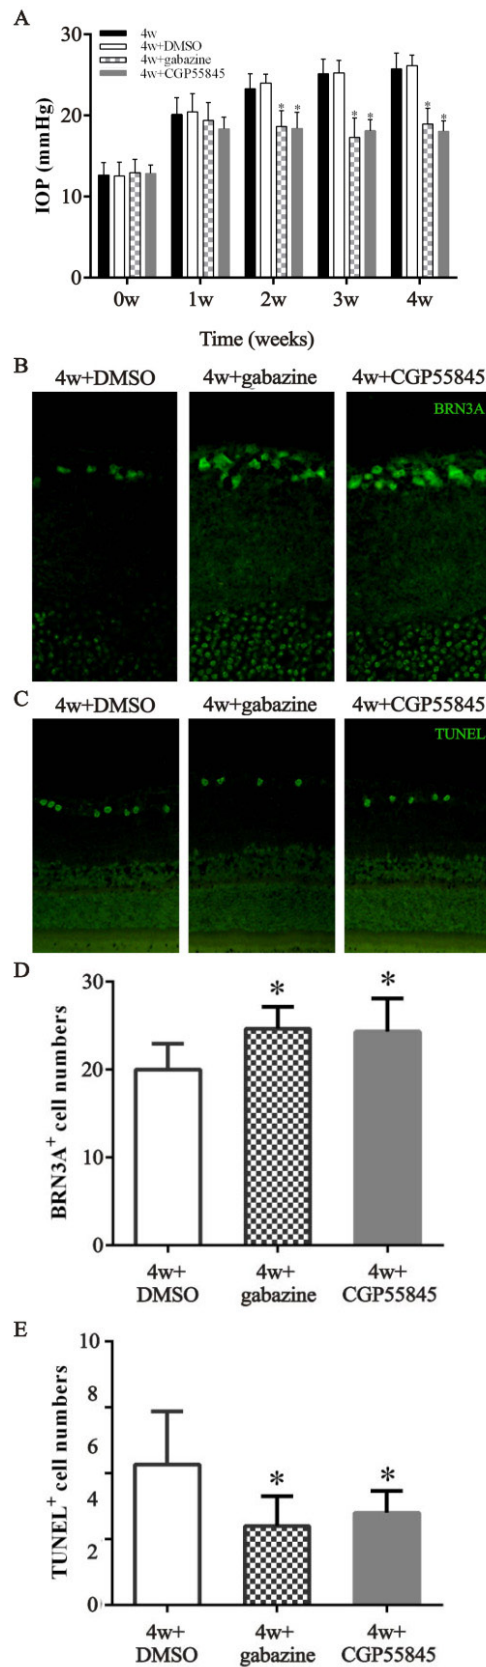 A
4w
4w+DMSO
4w+gabazine
4w+CGP55845
30
20
10
0
IOP (mmHg)
* * * * * *
0w 1w 2w 3w 4w
Time (weeks)
B
4w+DMSO 4w+gabazine 4w+CGP55845
BRN3A
C
4w+DMSO 4w+gabazine 4w+CGP55845
TUNEL
D
30
20
10
0
BRN3A⁺ cell numbers
* *
4w+ 4w+ 4w+
DMSO gabazine CGP55845
E
10
8
6
4
2
0
TUNEL⁺ cell numbers
* *
4w+ 4w+ 4w+
DMSO gabazine CGP55845